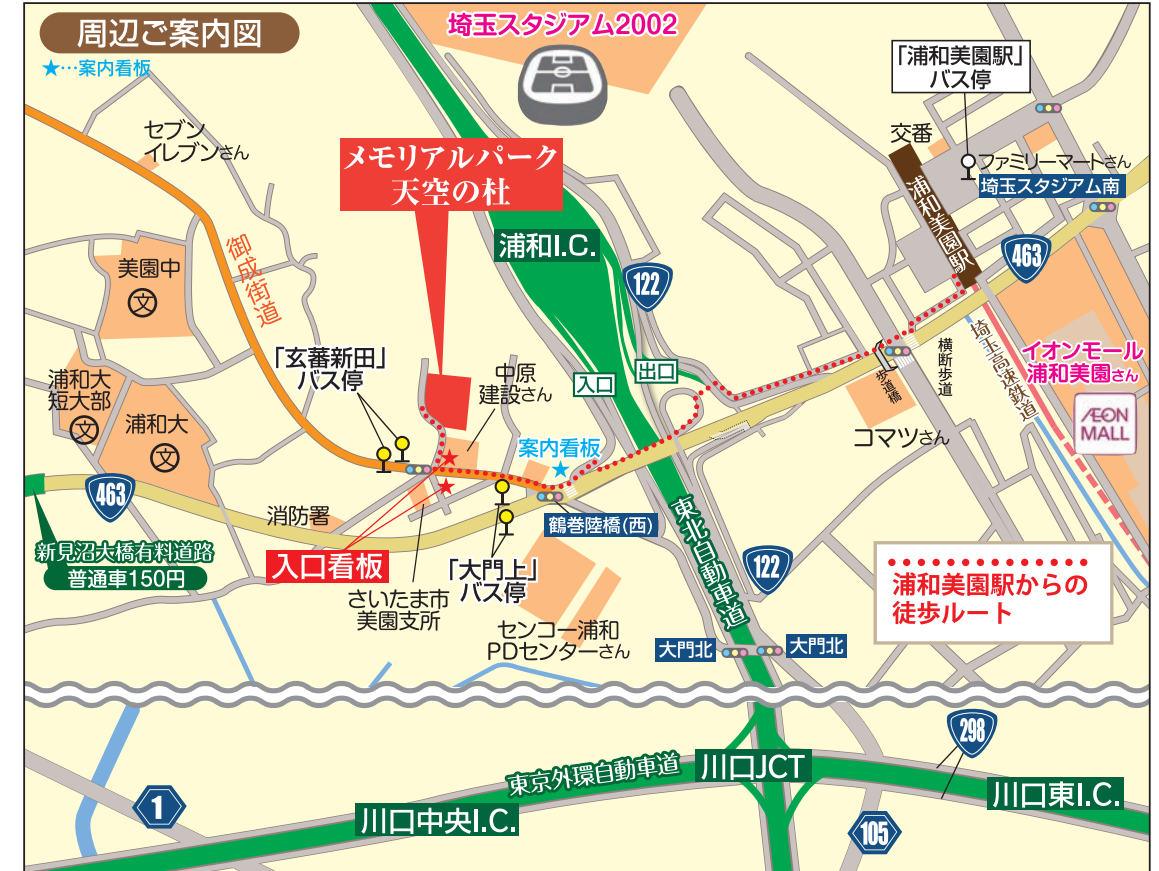 周辺ご案内図
★…案内看板
埼玉スタジアム2002
「浦和美園駅」
バス停
セブン
イレブンさん
交番
ファミリーマートさん
埼玉スタジアム南
メモリアルパーク
天空の杜
浦和美園駅
浦和I.C.
御成街道
463
122
美園中
文
「玄蕃新田」
バス停
中原
建設さん
入口
出口
横断歩道
歩道橋
埼玉高速鉄道
イオンモール
浦和美園さん
ÆON
MALL
浦和大
短大部
文
浦和大
文
案内看板
コマツさん
463
消防署
鶴巻陸橋(西)
東北自動車道
新見沼大橋有料道路
普通車150円
入口看板
「大門上」
バス停
さいたま市
美園支所
センコー浦和
PDセンターさん
122
浦和美園駅からの
徒歩ルート
大門北
大門北
298
東京外環自動車道
川口JCT
川口東I.C.
1
川口中央I.C.
105